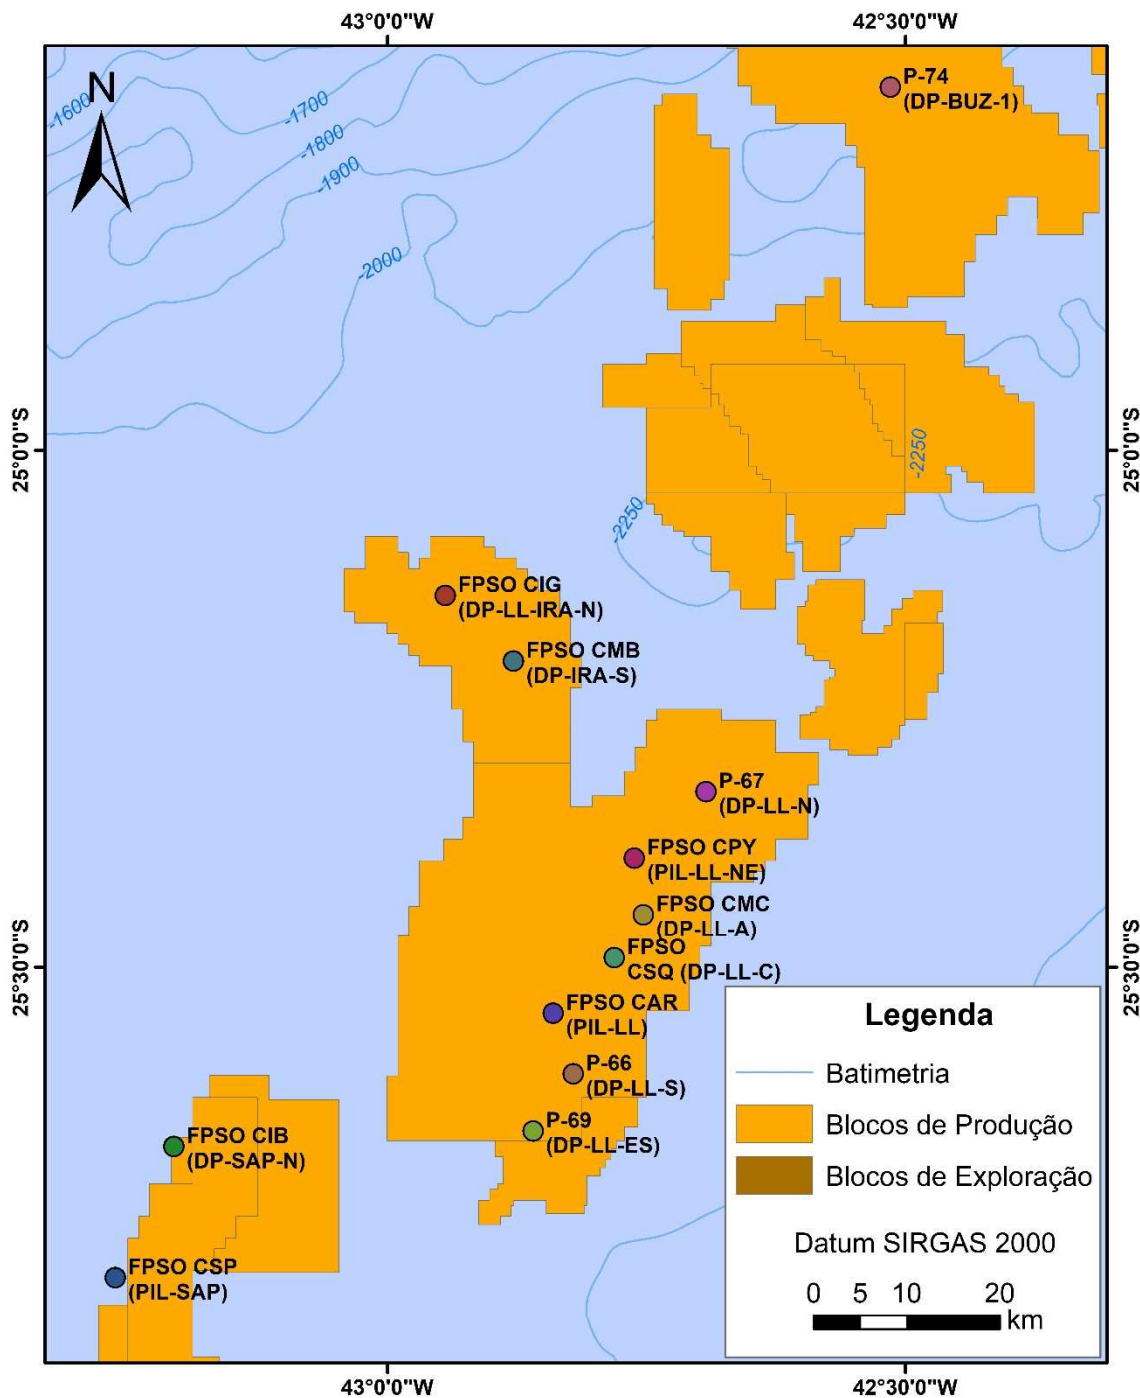 43°0'0"W
42°30'0"W
N
-1600
-1700
-1800
-1900
-2000
P-74
(DP-BUZ-1)
25°0'0"S
25°0'0"S
-2250
-2250
FPSO CIG
(DP-LL-IRA-N)
FPSO CMB
(DP-IRA-S)
P-67
(DP-LL-N)
FPSO CPY
(PIL-LL-NE)
FPSO CMC
(DP-LL-A)
FPSO
CSQ (DP-LL-C)
25°30'0"S
25°30'0"S
FPSO CAR
(PIL-LL)
P-66
(DP-LL-S)
P-69
(DP-LL-ES)
FPSO CIB
(DP-SAP-N)
FPSO CSP
(PIL-SAP)
Legenda
Batimetria
Blocos de Produção
Blocos de Exploração
Datum SIRGAS 2000
0 5 10 20
km
43°0'0"W
42°30'0"W